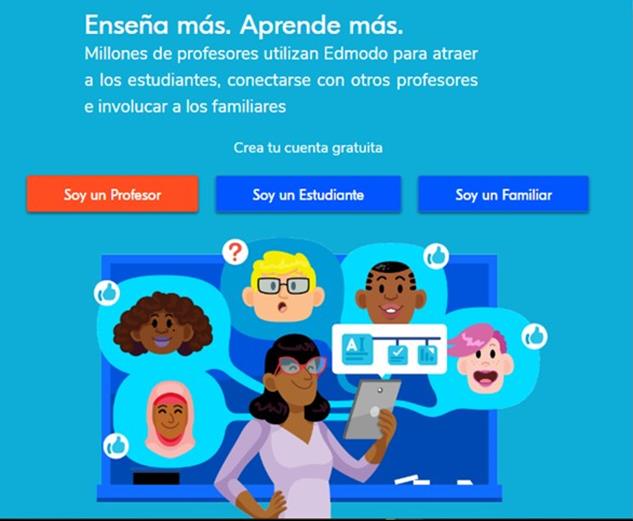 Enseña más. Aprende más.
Millones de profesores utilizan Edmodo para atraer
a los estudiantes, conectarse con otros profesores
e involucar a los familiares
Crea tu cuenta gratuita
Soy un Profesor
Soy un Estudiante
Soy un Familiar
?
A